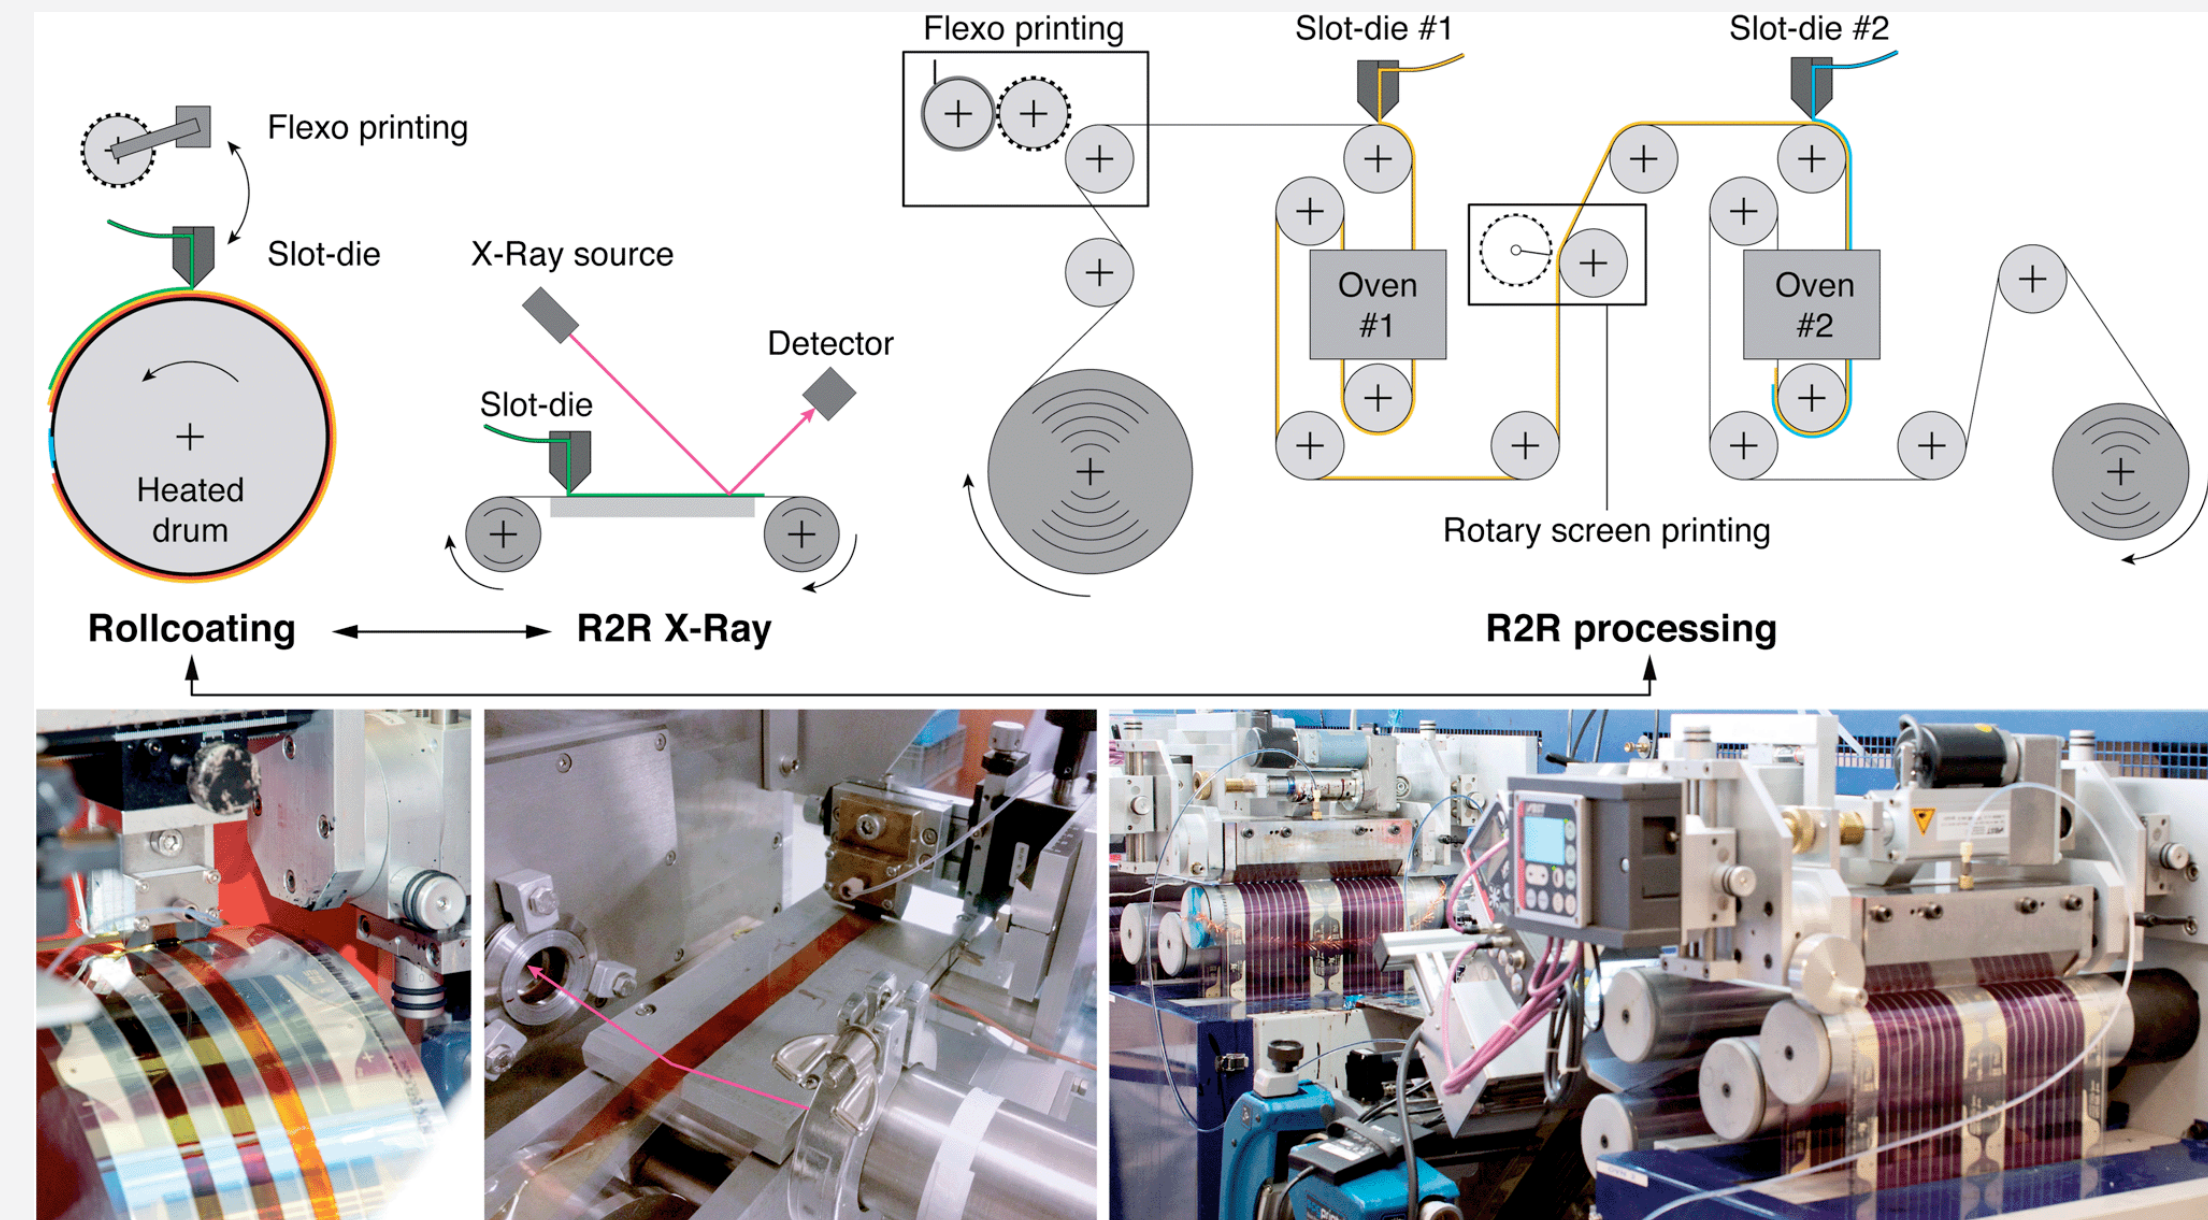 Flexo printing
Slot-die #1
Slot-die #2
Flexo printing
Slot-die
X-Ray source
Detector
Slot-die
Oven
#1
Oven
#2
Heated
drum
Rotary screen printing
Rollcoating
R2R X-Ray
R2R processing